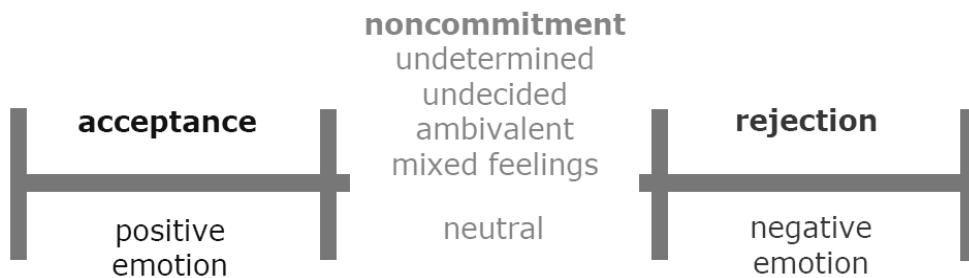 acceptance
positive
emotion
noncommitment
undetermined
undecided
ambivalent
mixed feelings
neutral
rejection
negative
emotion